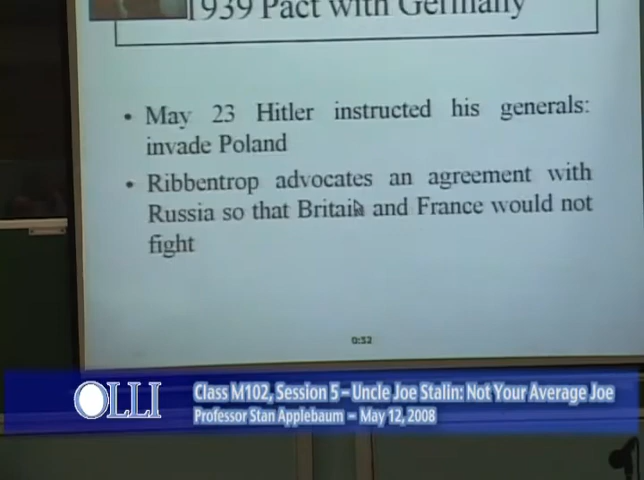 1939 Pact with Germany
• May 23 Hitler instructed his generals:
invade Poland
• Ribbentrop advocates an agreement with
Russia so that Britain and France would not
fight
0:52
OLLI
Class M102, Session 5 – Uncle Joe Stalin: Not Your Average Joe
Professor Stan Applebaum – May 12, 2008